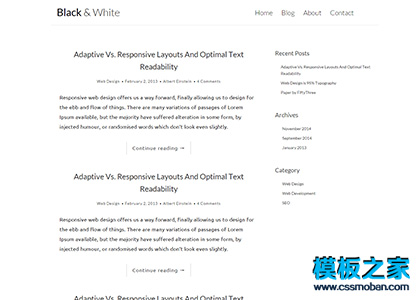 Black & White
Home Blog About Contact
Adaptive Vs. Responsive Layouts And Optimal Text
Readability
Web Design • February 2, 2013 • Albert Einstein • 4 Comments
Responsive web design offers us a way forward, finally allowing us to design for
the ebb and flow of things. There are many variations of passages of Lorem
Ipsum available, but the majority have suffered alteration in some form, by
injected humour, or randomised words which don't look even slightly.
Continue reading →
Adaptive Vs. Responsive Layouts And Optimal Text
Readability
Web Design • February 2, 2013 • Albert Einstein • 4 Comments
Responsive web design offers us a way forward, finally allowing us to design for
the ebb and flow of things. There are many variations of passages of Lorem
Ipsum available, but the majority have suffered alteration in some form, by
injected humour, or randomised words which don't look even slightly.
Continue reading →
Adaptive Vs. Responsive Layouts And Optimal Text
Recent Posts
Adaptive Vs. Responsive Layouts And Optimal Text
Readability
Web Design is 95% Typography
Paper by FiftyThree
Archives
November 2014
September 2014
January 2013
Category
Web Design
Web Development
SEO
模板之家
www.cssmoban.com